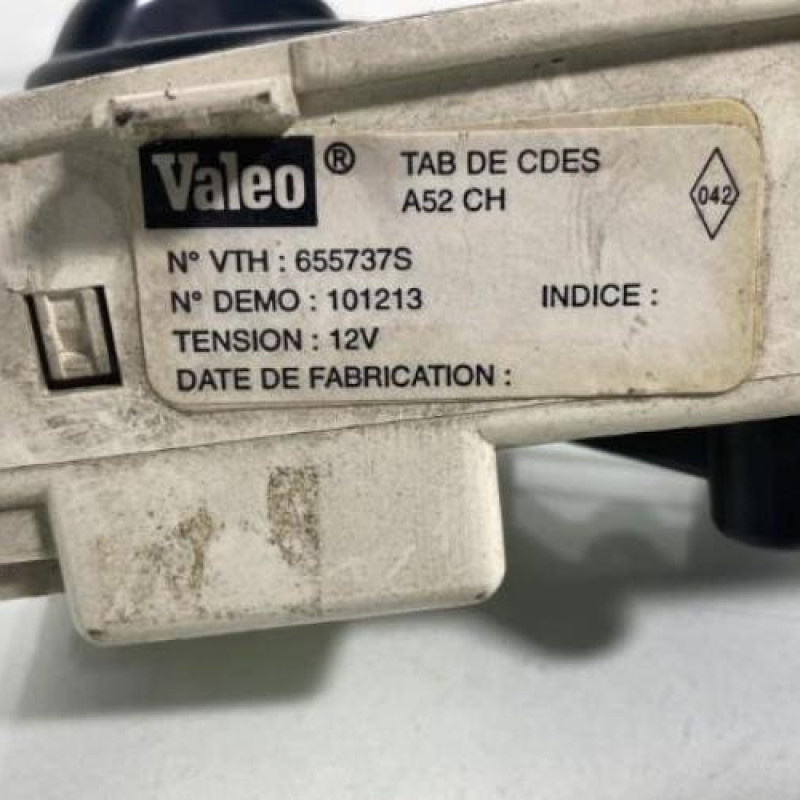 Valeo ® TAB DE CDES
A52 CH
042
N° VTH : 655737S
N° DEMO : 101213 INDICE :
TENSION : 12V
DATE DE FABRICATION :